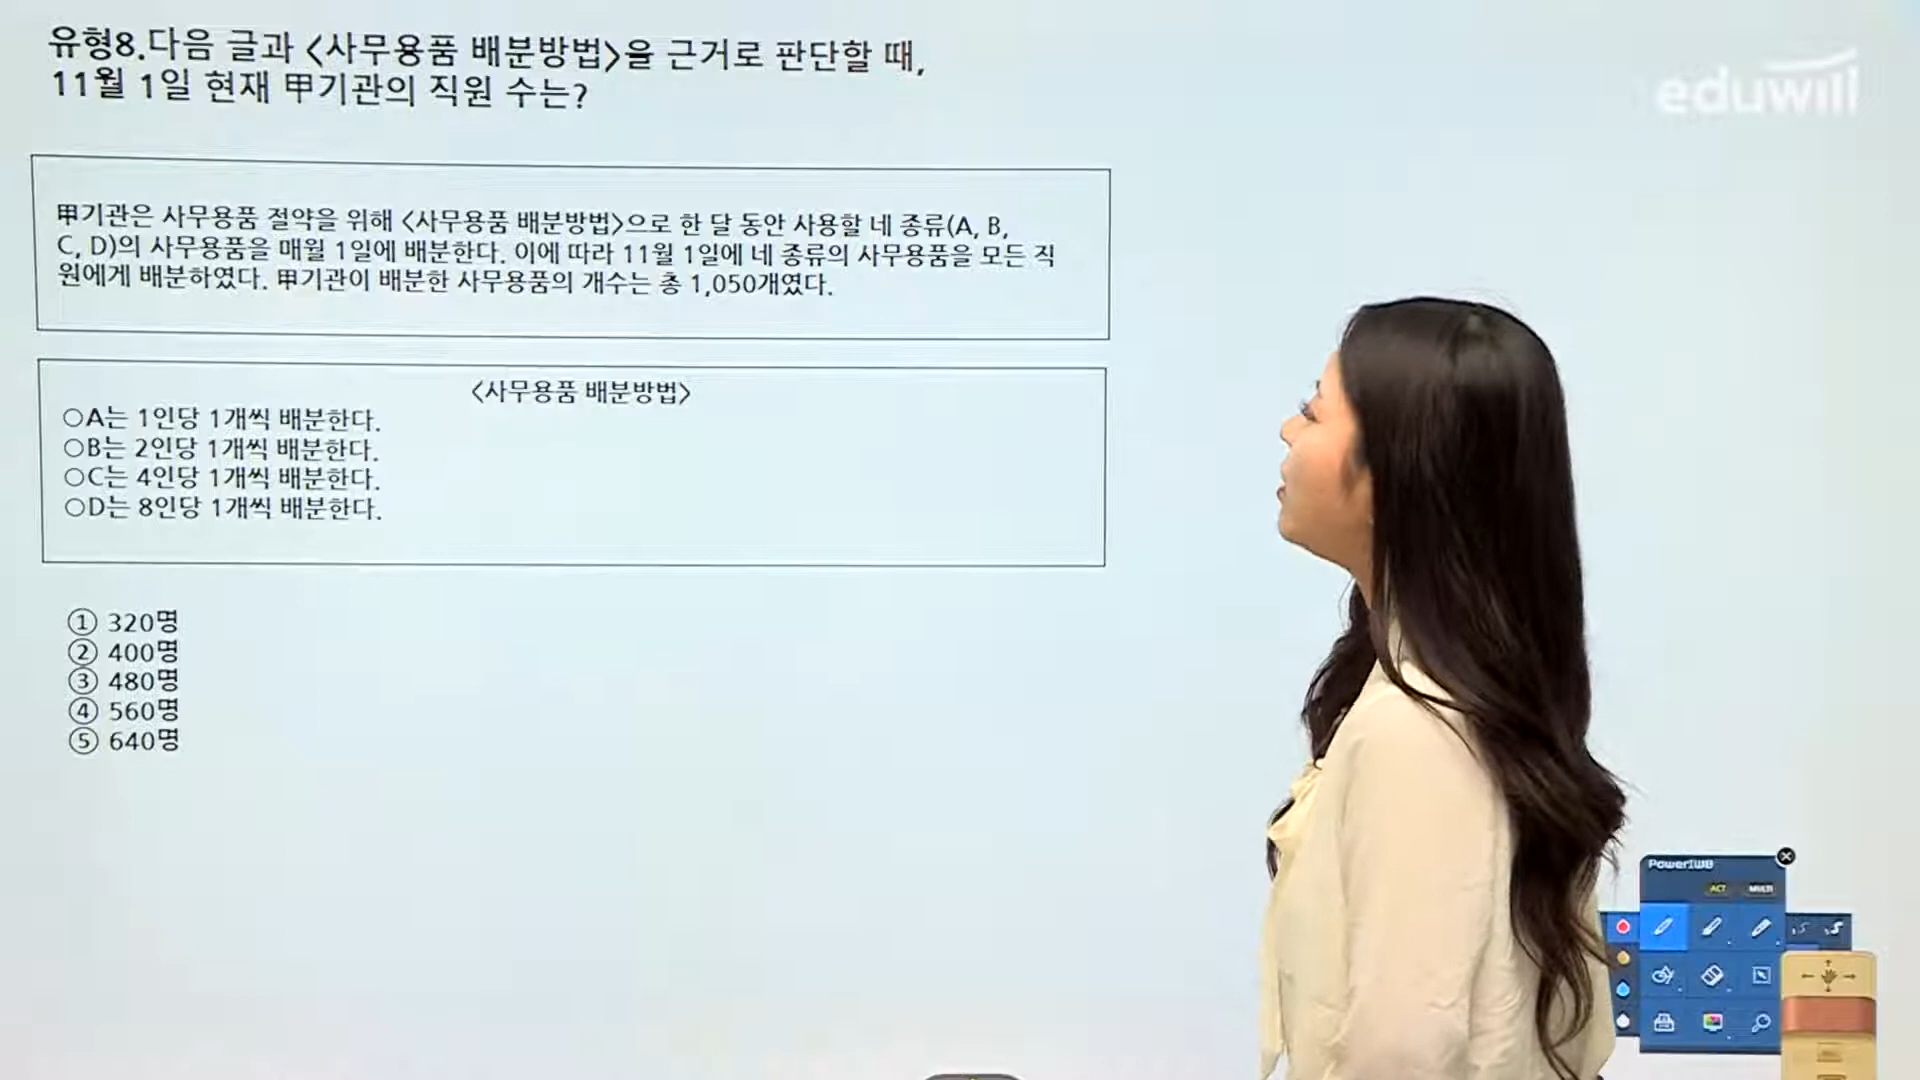 유형8.다음 글과 <사무용품 배분방법>을 근거로 판단할 때,
11월 1일 현재 甲기관의 직원 수는?
eduwill
甲기관은 사무용품 절약을 위해 <사무용품 배분방법>으로 한 달 동안 사용할 네 종류(A, B,
C, D)의 사무용품을 매월 1일에 배분한다. 이에 따라 11월 1일에 네 종류의 사무용품을 모든 직
원에게 배분하였다. 甲기관이 배분한 사무용품의 개수는 총 1,050개였다.
<사무용품 배분방법>
○A는 1인당 1개씩 배분한다.
○B는 2인당 1개씩 배분한다.
○C는 4인당 1개씩 배분한다.
○D는 8인당 1개씩 배분한다.
① 320명
② 400명
③ 480명
④ 560명
⑤ 640명
PowerIWB
ACT MULTI